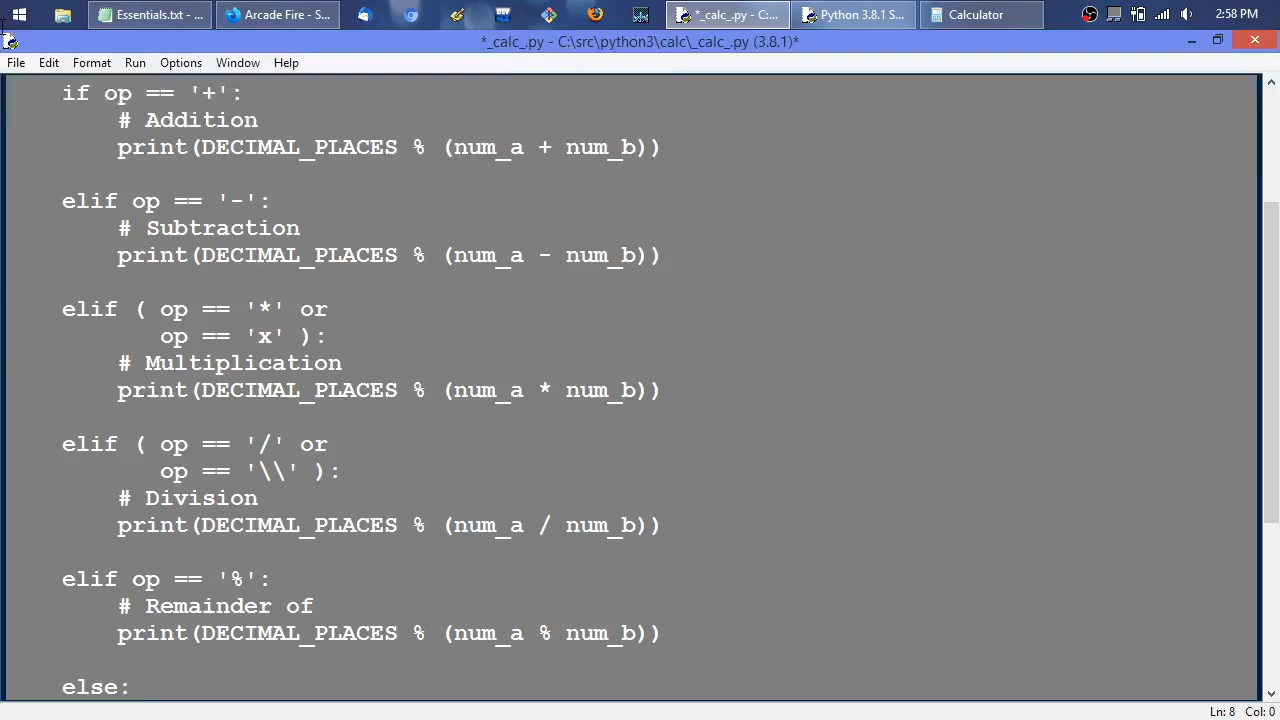 Essentials.txt - ... Arcade Fire - S... *_calc_.py - C:... Python 3.8.1 S... Calculator 2:58 PM
*_calc_.py - C:\src\python3\calc\_calc_.py (3.8.1)*
File Edit Format Run Options Window Help
if op == '+':
# Addition
print(DECIMAL_PLACES % (num_a + num_b))
elif op == '-':
# Subtraction
print(DECIMAL_PLACES % (num_a - num_b))
elif ( op == '*' or
op == 'x' ):
# Multiplication
print(DECIMAL_PLACES % (num_a * num_b))
elif ( op == '/' or
op == '\\' ):
# Division
print(DECIMAL_PLACES % (num_a / num_b))
elif op == '%':
# Remainder of
print(DECIMAL_PLACES % (num_a % num_b))
else:
Ln: 8 Col: 0